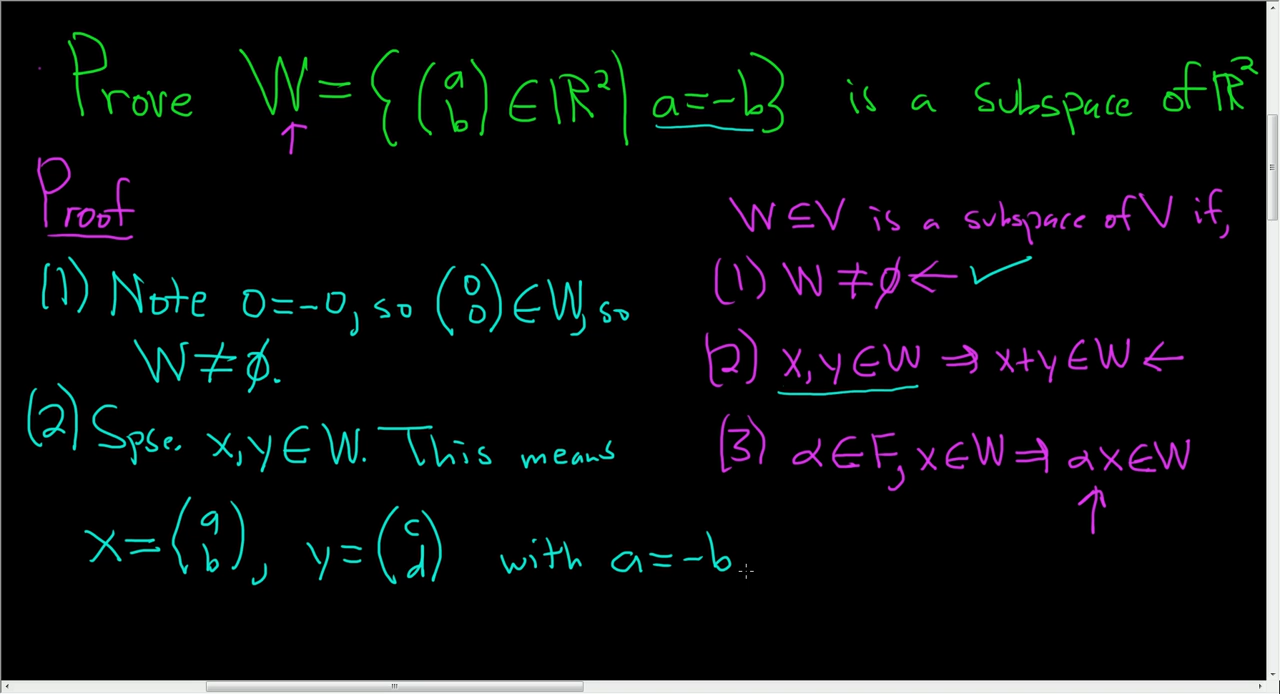 Prove W = { (a b) ∈ ℝ² | a = -b } is a subspace of ℝ²
Proof
(1) Note 0 = -0, so (0 0) ∈ W, so
W ≠ ∅.
(2) Spse. x, y ∈ W. This means
x = (a b), y = (c d) with a = -b
W ⊆ V is a subspace of V if,
(1) W ≠ ∅ ← ✓
(2) x, y ∈ W ⇒ x+y ∈ W ←
(3) α ∈ F, x ∈ W ⇒ αx ∈ W